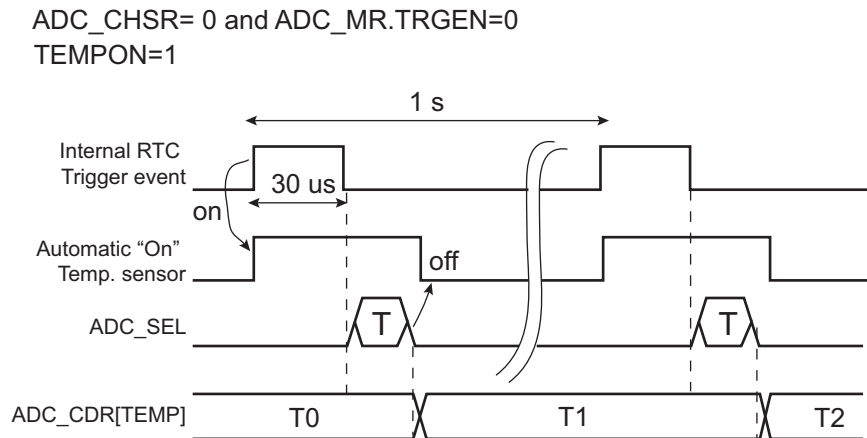 ADC_CHSR= 0 and ADC_MR.TRGEN=0
TEMPON=1
1 s
Internal RTC
Trigger event
30 us
on
Automatic “On”
Temp. sensor
off
ADC_SEL
T
T
ADC_CDR[TEMP]
T0
T1
T2